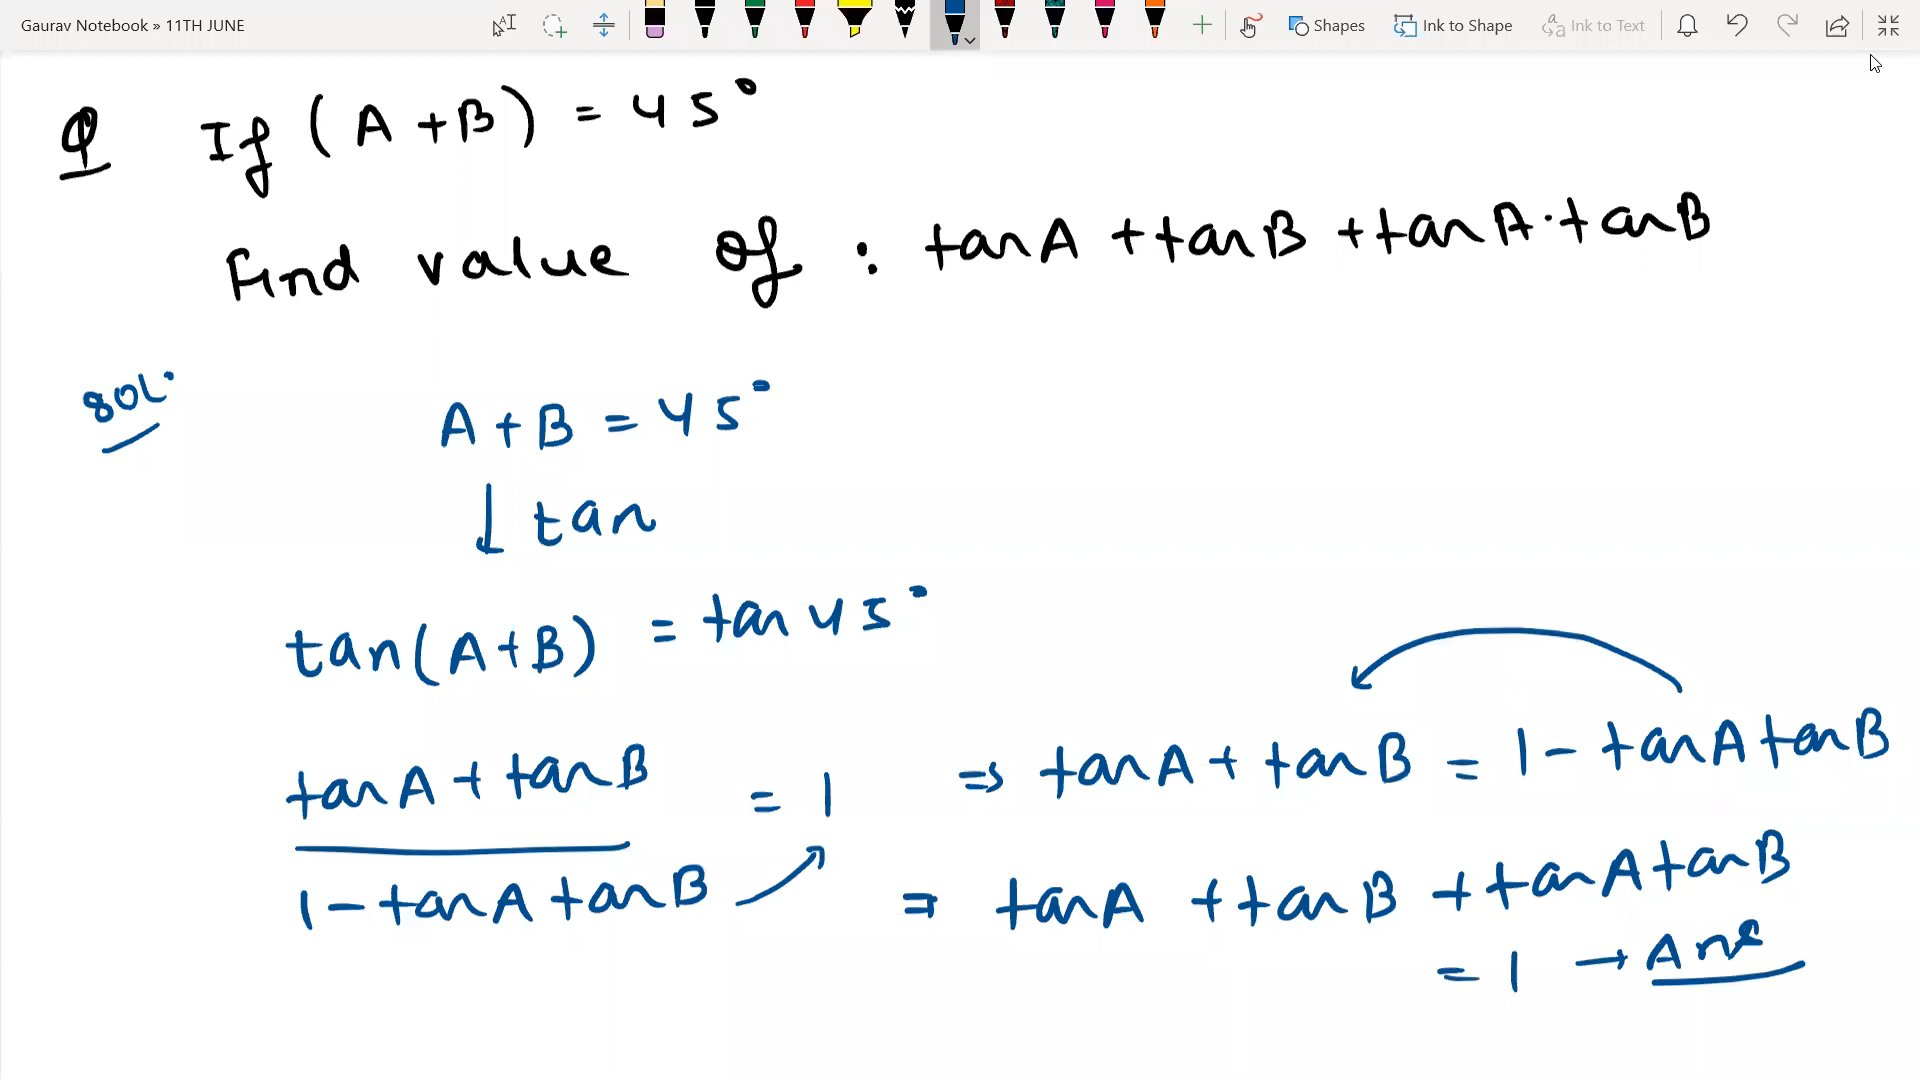 Gaurav Notebook » 11TH JUNE
Shapes Ink to Shape Ink to Text
Q If (A+B) = 45°
Find value of : tanA + tanB + tanA·tanB
SOL·
A+B = 45°
↓ tan
tan(A+B) = tan 45°
tanA + tanB / 1 - tanA tanB = 1
⇒ tanA + tanB = 1 - tanA tanB
= tanA + tanB + tanA tanB
= 1 → Ans